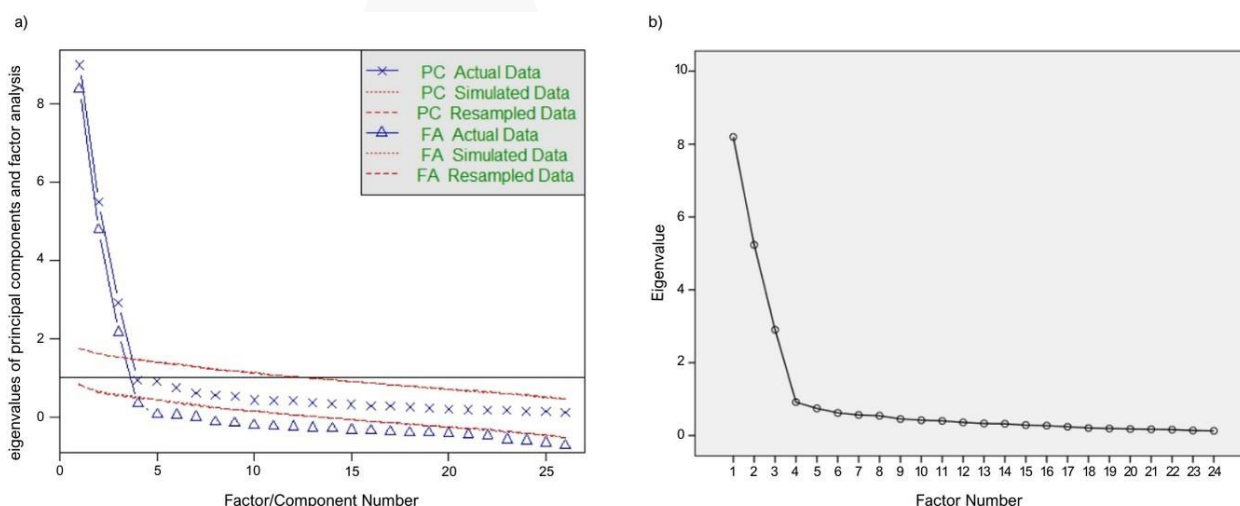 a)
eigenvalues of principal components and factor analysis
8
6
4
2
0
0 5 10 15 20 25
Factor/Component Number
PC Actual Data
PC Simulated Data
PC Resampled Data
FA Actual Data
FA Simulated Data
FA Resampled Data
b)
Eigenvalue
10
8
6
4
2
0
1 2 3 4 5 6 7 8 9 10 11 12 13 14 15 16 17 18 19 20 21 22 23 24
Factor Number